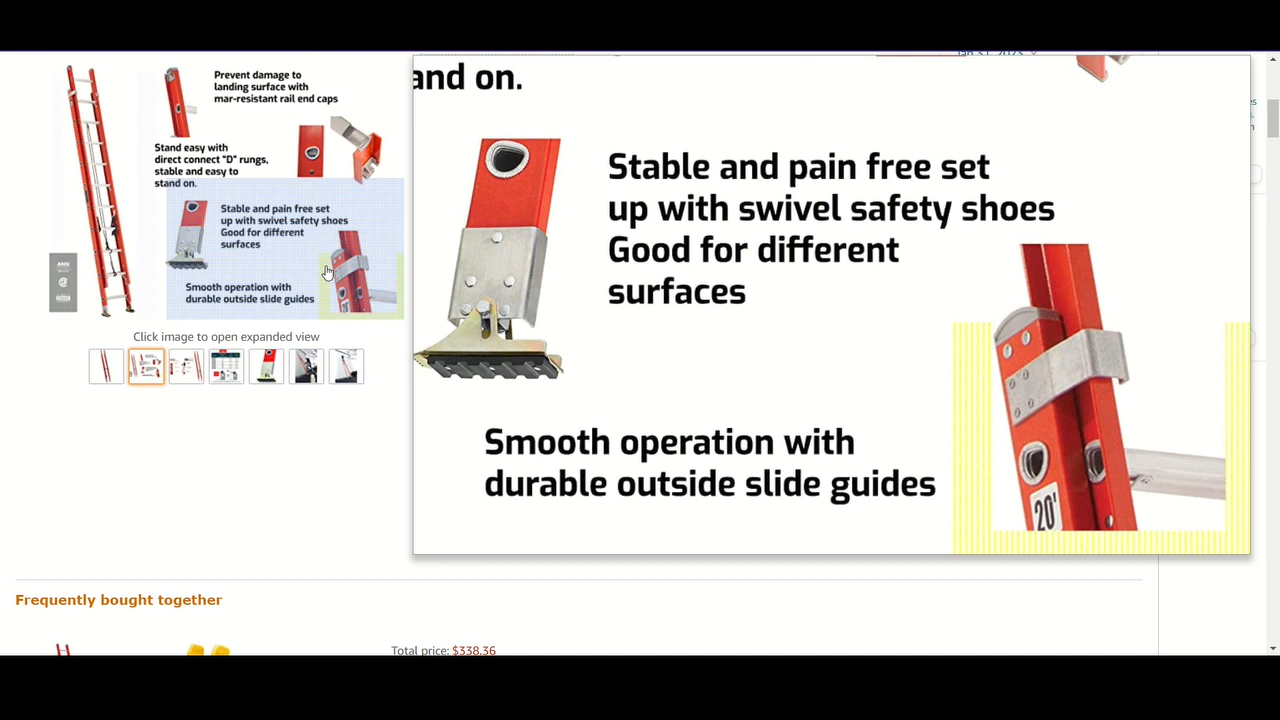 Prevent damage to
landing surface with
mar-resistant rail end caps
Stand easy with
direct connect "D" rungs,
stable and easy to
stand on.
Stable and pain free set
up with swivel safety shoes
Good for different
surfaces
Smooth operation with
durable outside slide guides
ANSI
Click image to open expanded view
and on.
Stable and pain free set
up with swivel safety shoes
Good for different
surfaces
Smooth operation with
durable outside slide guides
20'
Frequently bought together
Total price: $338.36